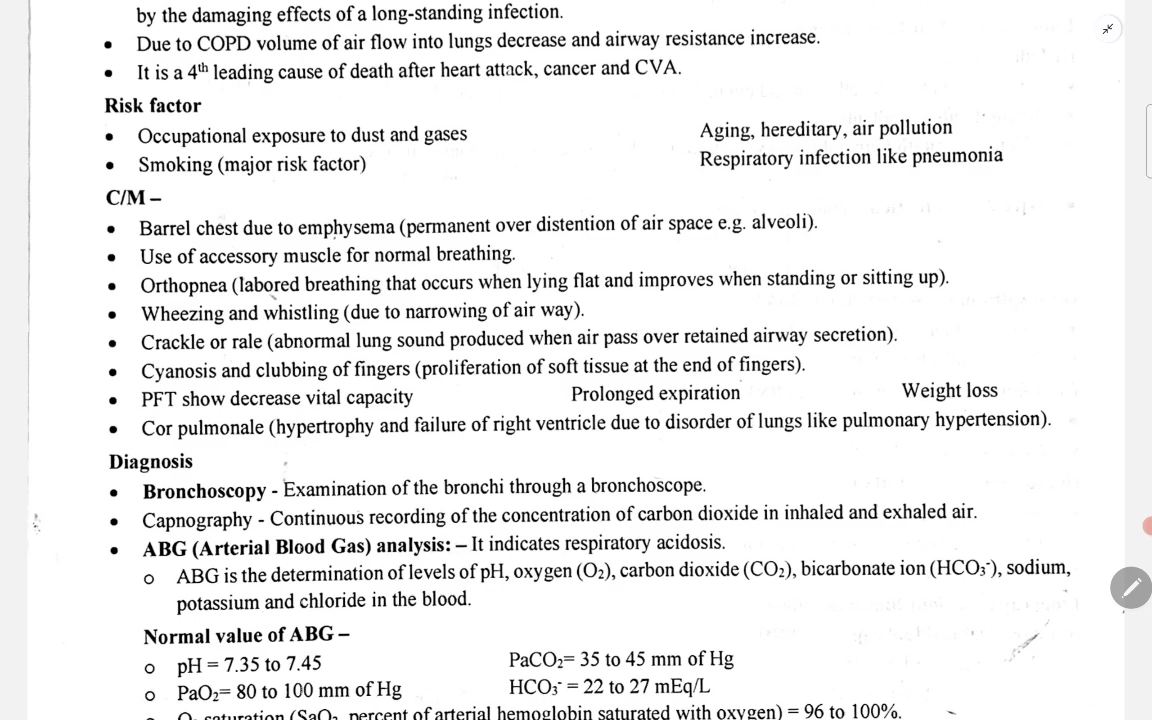 by the damaging effects of a long-standing infection.
• Due to COPD volume of air flow into lungs decrease and airway resistance increase.
• It is a 4th leading cause of death after heart attack, cancer and CVA.
Risk factor
• Occupational exposure to dust and gases Aging, hereditary, air pollution
• Smoking (major risk factor) Respiratory infection like pneumonia
C/M –
• Barrel chest due to emphysema (permanent over distention of air space e.g. alveoli).
• Use of accessory muscle for normal breathing.
• Orthopnea (labored breathing that occurs when lying flat and improves when standing or sitting up).
• Wheezing and whistling (due to narrowing of air way).
• Crackle or rale (abnormal lung sound produced when air pass over retained airway secretion).
• Cyanosis and clubbing of fingers (proliferation of soft tissue at the end of fingers).
• PFT show decrease vital capacity Prolonged expiration Weight loss
• Cor pulmonale (hypertrophy and failure of right ventricle due to disorder of lungs like pulmonary hypertension).
Diagnosis
• Bronchoscopy - Examination of the bronchi through a bronchoscope.
• Capnography - Continuous recording of the concentration of carbon dioxide in inhaled and exhaled air.
• ABG (Arterial Blood Gas) analysis: – It indicates respiratory acidosis.
o ABG is the determination of levels of pH, oxygen (O₂), carbon dioxide (CO₂), bicarbonate ion (HCO₃⁻), sodium,
potassium and chloride in the blood.
Normal value of ABG –
o pH = 7.35 to 7.45 PaCO₂= 35 to 45 mm of Hg
o PaO₂= 80 to 100 mm of Hg HCO₃⁻ = 22 to 27 mEq/L
o O₂ saturation (SaO₂, percent of arterial hemoglobin saturated with oxygen) = 96 to 100%.